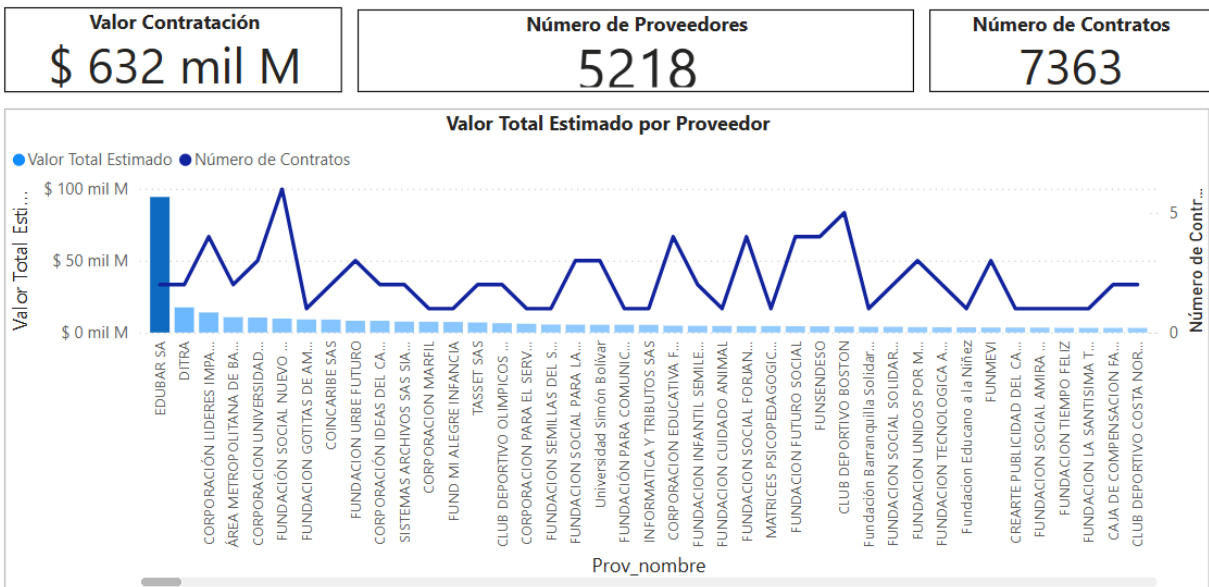 Valor Contratación
$ 632 mil M
Número de Proveedores
5218
Número de Contratos
7363
Valor Total Estimado por Proveedor
Valor Total Estimado
Número de Contratos
Valor Total Esti...
$ 100 mil M
$ 50 mil M
$ 0 mil M
5
0
Número de Contr...
EDUBAR SA
DITRA
CORPORACIÓN LIDERES IMPA...
ÁREA METROPOLITANA DE BA...
CORPORACION UNIVERSIDAD...
FUNDACIÓN SOCIAL NUEVO ...
FUNDACION GOTITAS DE AM...
COINCARIBE SAS
FUNDACION URBE FUTURO
CORPORACIÓN IDEAS DEL CA...
SISTEMAS ARCHIVOS SAS SIA...
CORPORACION MARFIL
FUND MI ALEGRE INFANCIA
TASSET SAS
CLUB DEPORTIVO OLIMPICOS ...
CORPORACION PARA EL SERV...
FUNDACION SEMILLAS DEL S...
FUNDACION SOCIAL PARA LA...
Universidad Simón Bolívar
FUNDACIÓN PARA COMUNIC...
INFORMATICA Y TRIBUTOS SAS
CORPORACION EDUCATIVA F...
FUNDACION INFANTIL SEMILE...
FUNDACION CUIDADO ANIMAL
FUNDACION SOCIAL FORJAN...
MATRICES PSICOPEDAGOGIC...
FUNDACION FUTURO SOCIAL
FUNSENDESO
CLUB DEPORTIVO BOSTON
Fundación Barranquilla Solidar...
FUNDACION SOCIAL SOLIDAR...
FUNDACION UNIDOS POR M...
FUNDACION TECNOLOGICA A...
Fundacion Educano a la Niñez
FUNMEVI
CREARTE PUBLICIDAD DEL CA...
FUNDACION SOCIAL AMIRA ...
FUNDACION TIEMPO FELIZ
FUNDACION LA SANTISIMA T...
CAJA DE COMPENSACION FA...
CLUB DEPORTIVO COSTA NOR...
Prov_nombre